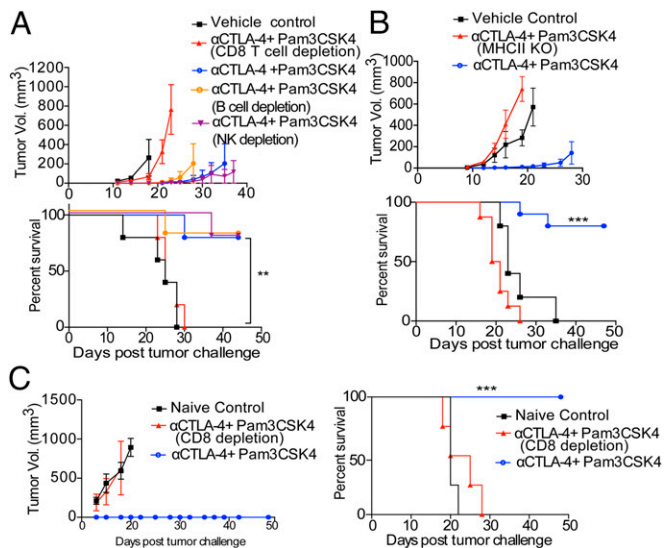 A
Vehicle control
αCTLA-4+ Pam3CSK4
(CD8 T cell depletion)
αCTLA-4 +Pam3CSK4
αCTLA-4+ Pam3CSK4
(B cell depletion)
αCTLA-4+ Pam3CSK4
(NK depletion)
Tumor Vol. (mm3)
1200
1000
800
600
400
200
0
0 10 20 30 40
Percent survival
100
50
0
**
0 10 20 30 40 50
Days post tumor challenge
B
Vehicle Control
αCTLA-4+ Pam3CSK4
(MHCII KO)
αCTLA-4+ Pam3CSK4
Tumor Vol. (mm3)
1000
800
600
400
200
0
0 10 20 30
Percent survival
100
50
0
***
0 10 20 30 40 50
Days post tumor challenge
C
Naive Control
αCTLA-4+ Pam3CSK4
(CD8 depletion)
αCTLA-4+ Pam3CSK4
Tumor Vol. (mm3)
1500
1000
500
0
0 10 20 30 40 50
Days post tumor challenge
Percent survival
100
50
0
***
Naive Control
αCTLA-4+ Pam3CSK4
(CD8 depletion)
αCTLA-4+ Pam3CSK4
0 20 40 60
Days post tumor challenge